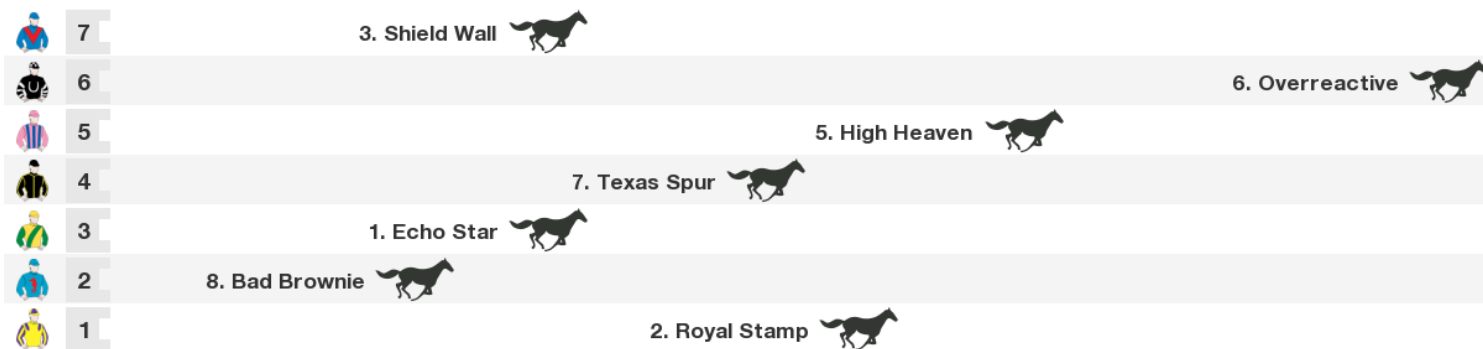 7 3. Shield Wall
6 6. Overreactive
5 5. High Heaven
4 7. Texas Spur
3 1. Echo Star
2 8. Bad Brownie
1 2. Royal Stamp